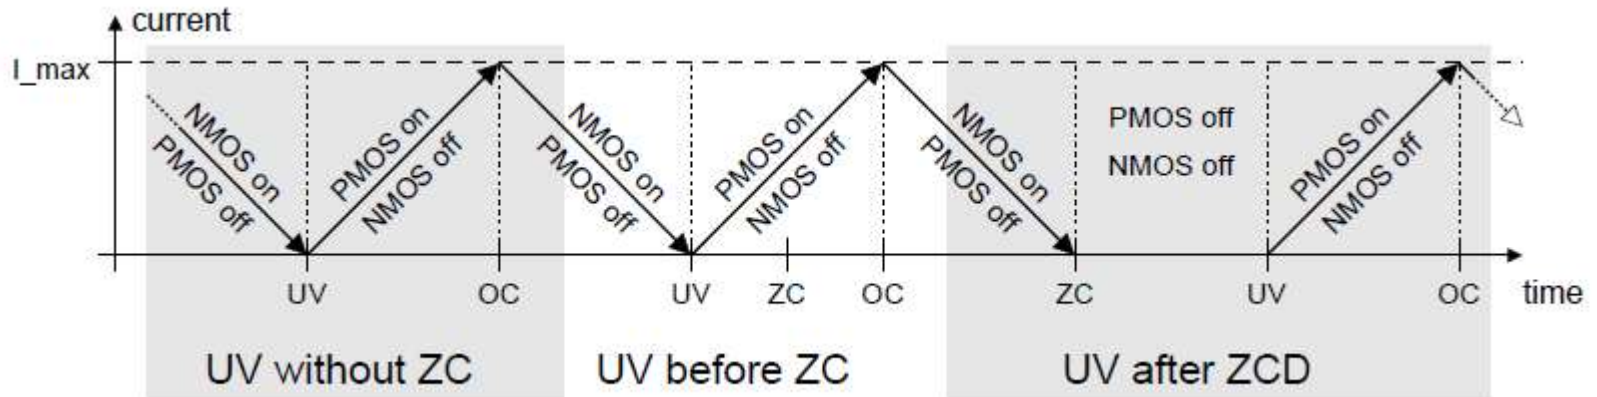 current
I_max
NMOS on
PMOS off
PMOS on
NMOS off
NMOS on
PMOS off
PMOS on
NMOS off
NMOS on
PMOS off
PMOS off
NMOS off
PMOS on
NMOS off
UV OC UV ZC OC ZC UV OC time
UV without ZC UV before ZC UV after ZCD